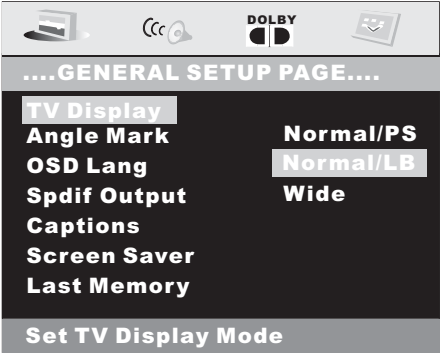 DOLBY
....GENERAL SETUP PAGE....
TV Display
Angle Mark
OSD Lang
Spdif Output
Captions
Screen Saver
Last Memory
Normal/PS
Normal/LB
Wide
Set TV Display Mode